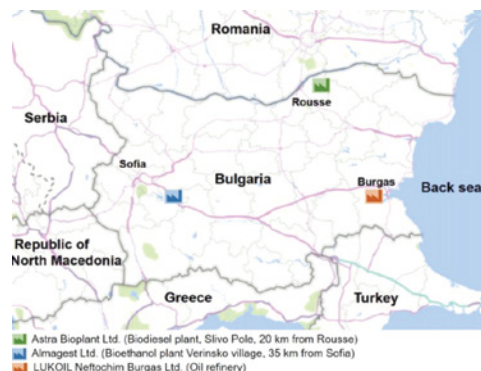 Romania
Rousse
Serbia
Sofia
Bulgaria
Burgas
Back sea
Republic of
North Macedonia
Greece
Turkey
Astra Bioplant Ltd. (Biodiesel plant, Slivo Pole, 20 km from Rousse)
Almagest Ltd. (Bioethanol plant Verinsko village, 35 km from Sofia)
LUKOIL Neftochim Burgas Ltd. (Oil refinery)